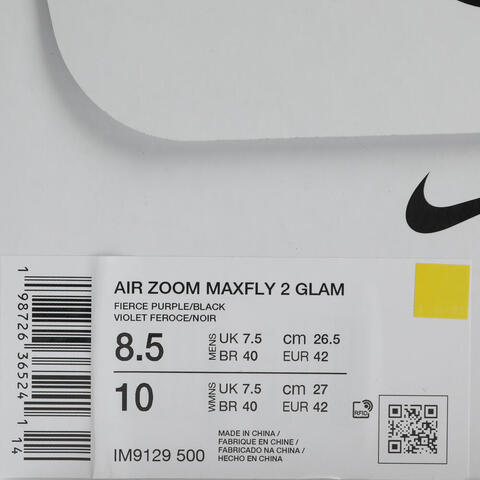 AIR ZOOM MAXFLY 2 GLAM
FIERCE PURPLE/BLACK
VIOLET FEROCE/NOIR
8.5 MENS UK 7.5 cm 26.5
BR 40 EUR 42
10 WMNS UK 7.5 cm 27
BR 40 EUR 42
RFID
MADE IN CHINA /
FABRIQUE EN CHINE /
FABRICADO NA CHINA /
HECHO EN CHINA
IM9129 500
1 98726 36524 1 14